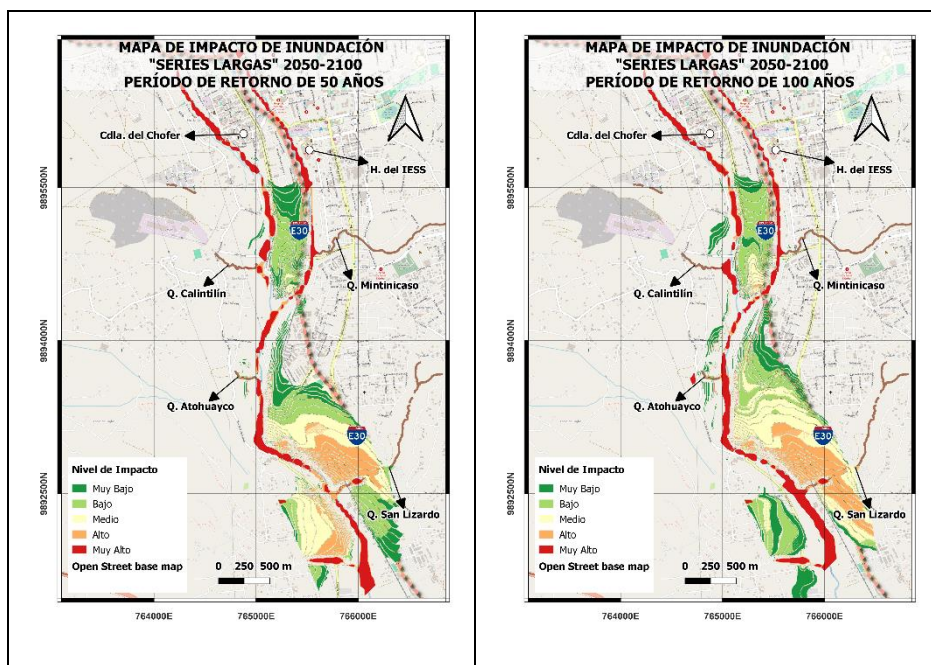 MAPA DE IMPACTO DE INUNDACIÓN
"SERIES LARGAS" 2050-2100
PERÍODO DE RETORNO DE 50 AÑOS
Cdla. del Chofer
H. del IESS
9895500N
E30
Q. Calintilín
Q. Mintinicaso
9894000N
Q. Atohuayco
E30
Nivel de Impacto
Muy Bajo
Bajo
Medio
Alto
Muy Alto
Open Street base map
9892500N
Q. San Lizardo
0 250 500 m
764000E 765000E 766000E
MAPA DE IMPACTO DE INUNDACIÓN
"SERIES LARGAS" 2050-2100
PERÍODO DE RETORNO DE 100 AÑOS
Cdla. del Chofer
H. del IESS
9895500N
E30
Q. Calintilín
Q. Mintinicaso
9894000N
Q. Atohuayco
E30
Nivel de Impacto
Muy Bajo
Bajo
Medio
Alto
Muy Alto
Open Street base map
9892500N
Q. San Lizardo
0 250 500 m
764000E 765000E 766000E